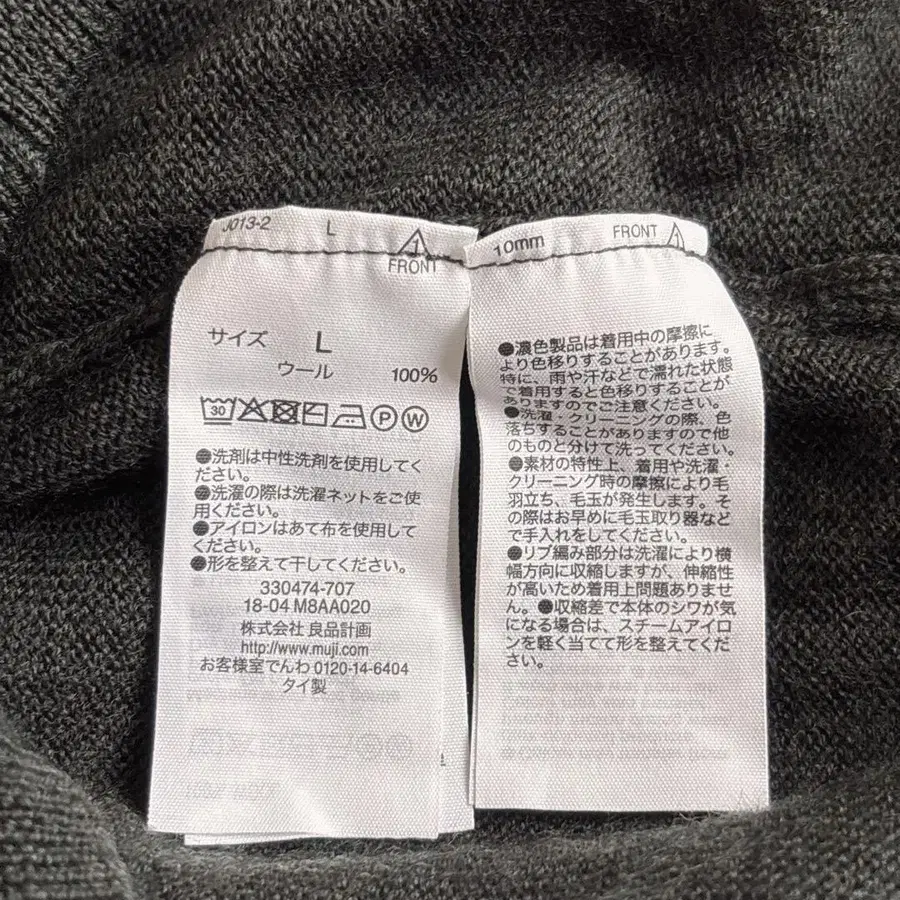 J013-2 L 1
FRONT
サイズ L
ウール 100%
30 P W
●洗剤は中性洗剤を使用してく
ださい。
●洗濯の際は洗濯ネットをご使
用ください。
●アイロンはあて布を使用して
ください。
●形を整えて干してください。
330474-707
18-04 M8AA020
株式会社 良品計画
http://www.muji.com
お客様室でんわ 0120-14-6404
タイ製
10mm FRONT 1
●濃色製品は着用中の摩擦に
より色移りすることがあります。
特に、雨や汗などで濡れた状態
で着用すると色移りすることが
ありますのでご注意ください。
●洗濯・クリーニングの際、色
落ちすることがありますので他
のものと分けて洗ってください。
●素材の特性上、着用や洗濯・
クリーニング時の摩擦により毛
羽立ち、毛玉が発生します。そ
の際はお早めに毛玉取り器など
で手入れをしてください。
●リブ編み部分は洗濯により横
幅方向に収縮しますが、伸縮性
が高いため着用上問題ありませ
ん。●収縮差で本体のシワが気
になる場合は、スチームアイロ
ンを軽く当てて形を整えてくだ
さい。